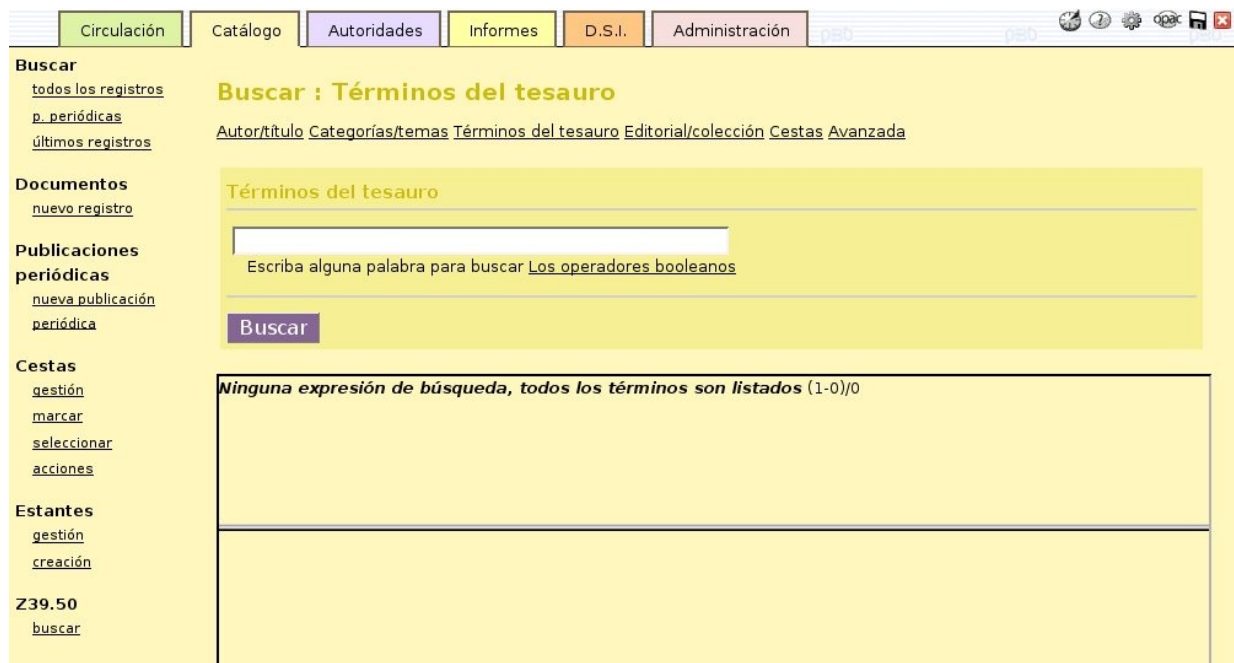 Circulación Catálogo Autoridades Informes D.S.I. Administración
opac
Buscar
todos los registros
p. periódicas
últimos registros
Documentos
nuevo registro
Publicaciones
periódicas
nueva publicación
periódica
Cestas
gestión
marcar
seleccionar
acciones
Estantes
gestión
creación
Z39.50
buscar
Buscar : Términos del tesauro
Autor/título Categorías/temas Términos del tesauro Editorial/colección Cestas Avanzada
Términos del tesauro
Escriba alguna palabra para buscar Los operadores booleanos
Buscar
Ninguna expresión de búsqueda, todos los términos son listados (1-0)/0